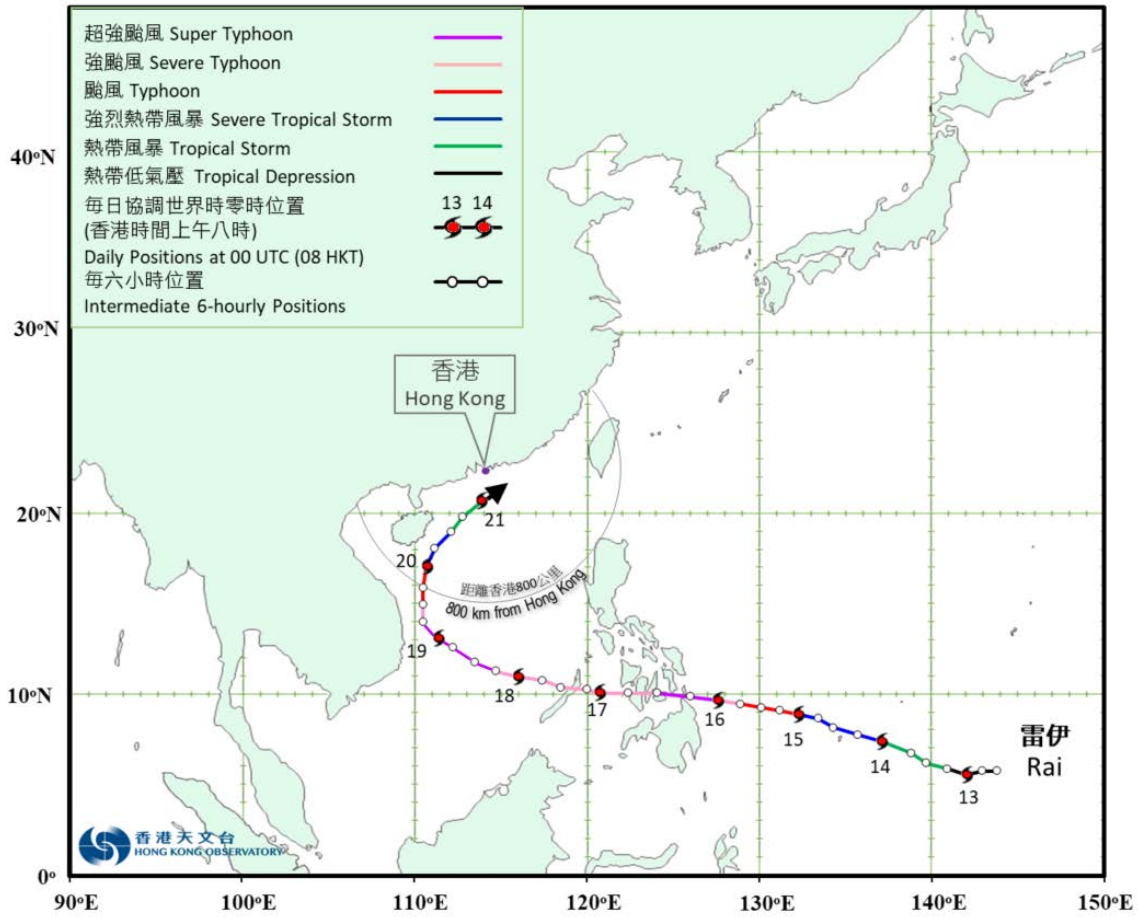 超強颱風 Super Typhoon
強颱風 Severe Typhoon
颱風 Typhoon
強烈熱帶風暴 Severe Tropical Storm
熱帶風暴 Tropical Storm
熱帶低氣壓 Tropical Depression
每日協調世界時零時位置 13 14
(香港時間上午八時)
Daily Positions at 00 UTC (08 HKT)
每六小時位置
Intermediate 6-hourly Positions
40°N
30°N
香港
Hong Kong
20°N
21
20
距離香港800公里
800 km from Hong Kong
19
18
17
16
15
14
13
10°N
雷伊
Rai
香港天文台
HONG KONG OBSERVATORY
0°
90°E 100°E 110°E 120°E 130°E 140°E 150°E